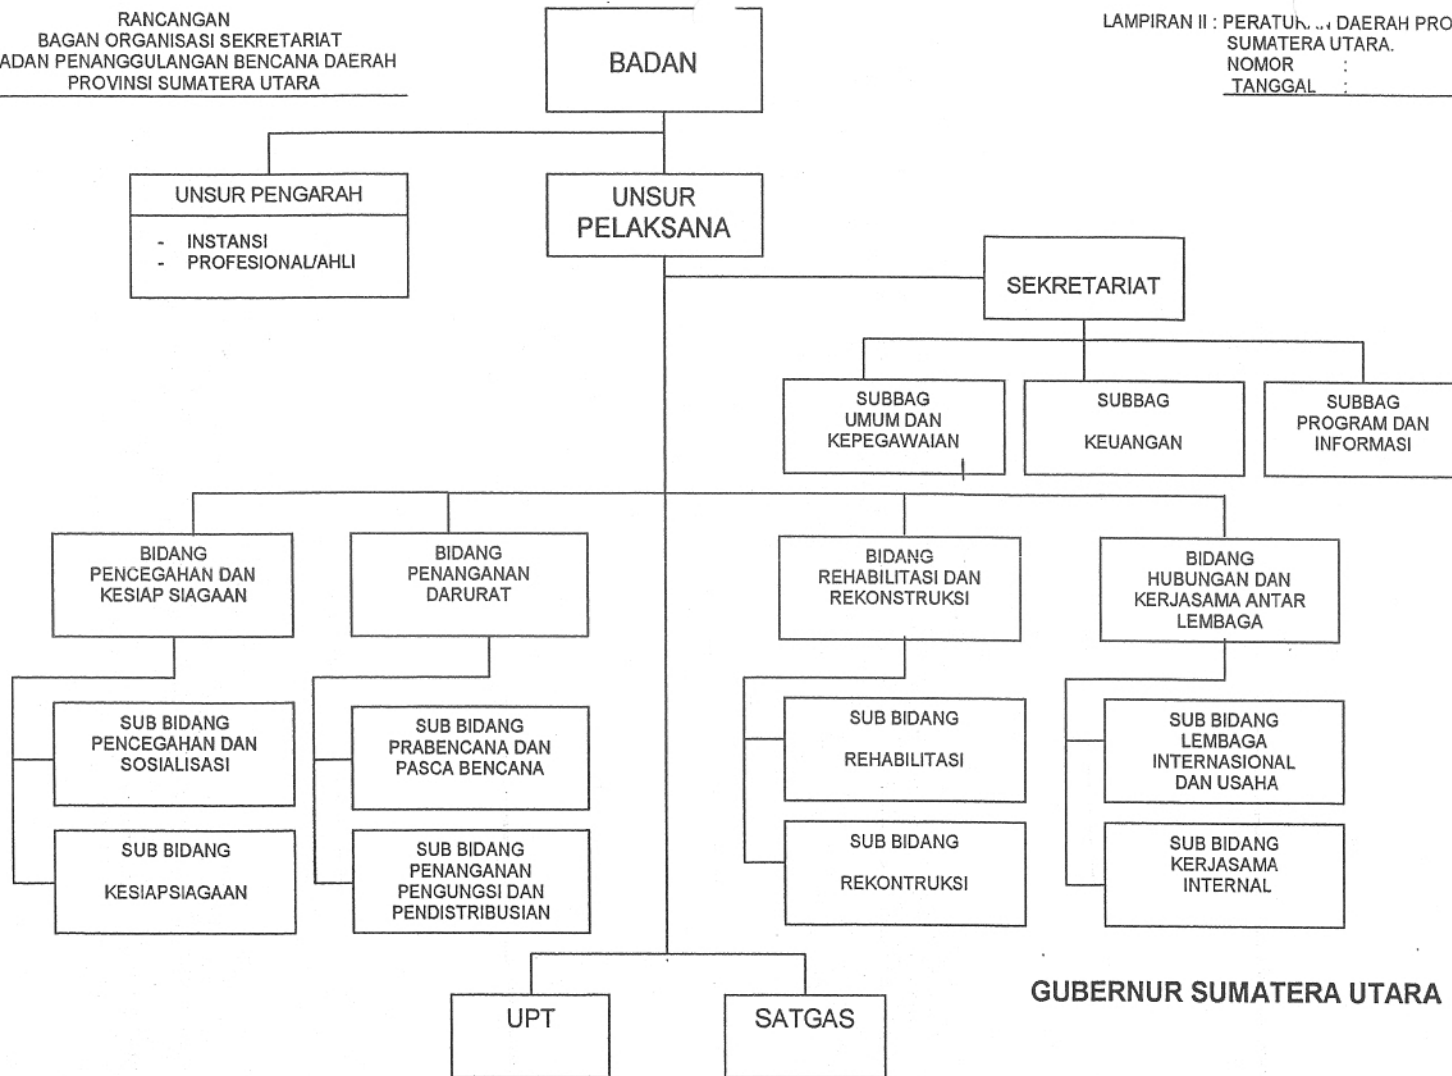 RANCANGAN
BAGAN ORGANISASI SEKRETARIAT
ADAN PENANGGULANGAN BENCANA DAERAH
PROVINSI SUMATERA UTARA
LAMPIRAN II : DAERAH PRO
SUMATERA UTARA.
NOMOR :
TANGGAL :
BADAN
UNSUR PENGARAH
- INSTANSI
- PROFESIONAL/AHLI
UNSUR
PELAKSANA
SEKRETARIAT
SUBBAG
UMUM DAN
KEPEGAWAIAN
SUBBAG
KEUANGAN
SUBBAG
PROGRAM DAN
INFORMASI
BIDANG
PENCEGAHAN DAN
KESIAP SIAGAAN
BIDANG
PENANGANAN
DARURAT
BIDANG
REHABILITASI DAN
REKONSTRUKSI
BIDANG
HUBUNGAN DAN
KERJASAMA ANTAR
LEMBAGA
SUB BIDANG
PENCEGAHAN DAN
SOSIALISASI
SUB BIDANG
PRABENCANA DAN
PASCA BENCANA
SUB BIDANG
REHABILITASI
SUB BIDANG
LEMBAGA
INTERNASIONAL
DAN USAHA
SUB BIDANG
KESIAPSIAGAAN
SUB BIDANG
PENANGANAN
PENGUNGSI DAN
PENDISTRIBUSIAN
SUB BIDANG
REKONTRUKSI
SUB BIDANG
KERJASAMA
INTERNAL
UPT
SATGAS
GUBERNUR SUMATERA UTARA